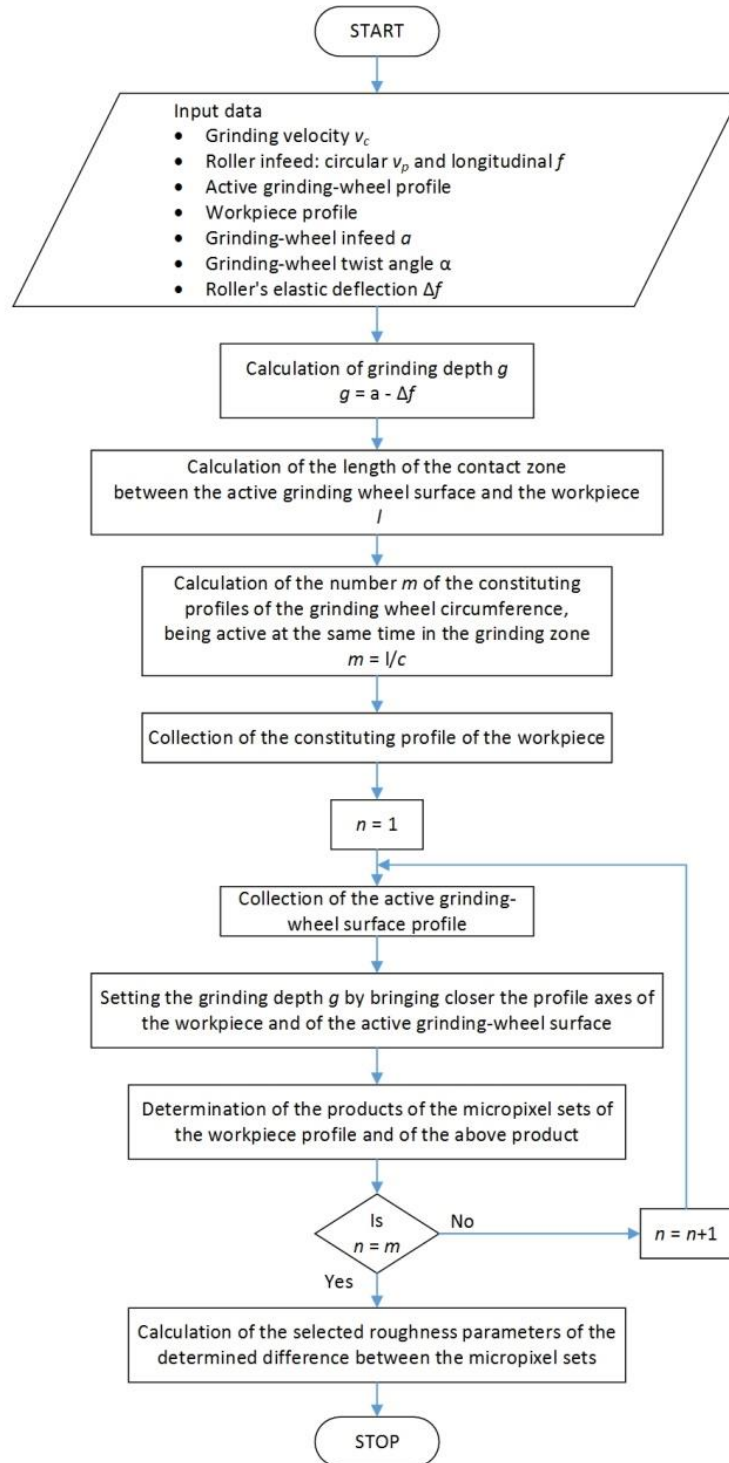 START
Input data
• Grinding velocity vc
• Roller infeed: circular vp and longitudinal f
• Active grinding-wheel profile
• Workpiece profile
• Grinding-wheel infeed a
• Grinding-wheel twist angle α
• Roller's elastic deflection Δf
Calculation of grinding depth g
g = a - Δf
Calculation of the length of the contact zone
between the active grinding wheel surface and the workpiece
l
Calculation of the number m of the constituting
profiles of the grinding wheel circumference,
being active at the same time in the grinding zone
m = l/c
Collection of the constituting profile of the workpiece
n = 1
Collection of the active grinding-
wheel surface profile
Setting the grinding depth g by bringing closer the profile axes of
the workpiece and of the active grinding-wheel surface
Determination of the products of the micropixel sets of
the workpiece profile and of the above product
Is
n = m
No
n = n+1
Yes
Calculation of the selected roughness parameters of the
determined difference between the micropixel sets
STOP